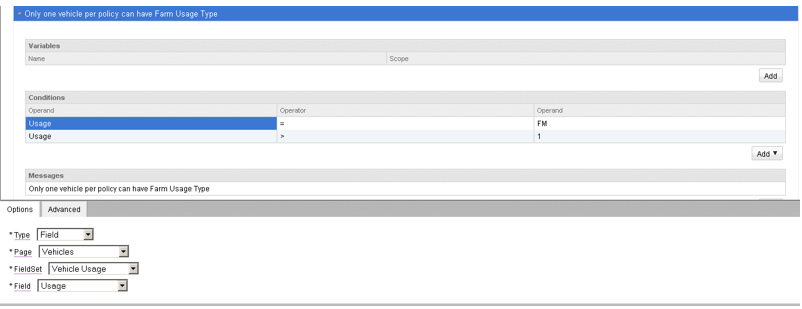 Only one vehicle per policy can have Farm Usage Type
Variables
Name Scope
Add
Conditions
Operand Operator Operand
Usage = FM
Usage > 1
Add
Messages
Only one vehicle per policy can have Farm Usage Type
Options Advanced
* Type Field
* Page Vehicles
* FieldSet Vehicle Usage
* Field Usage